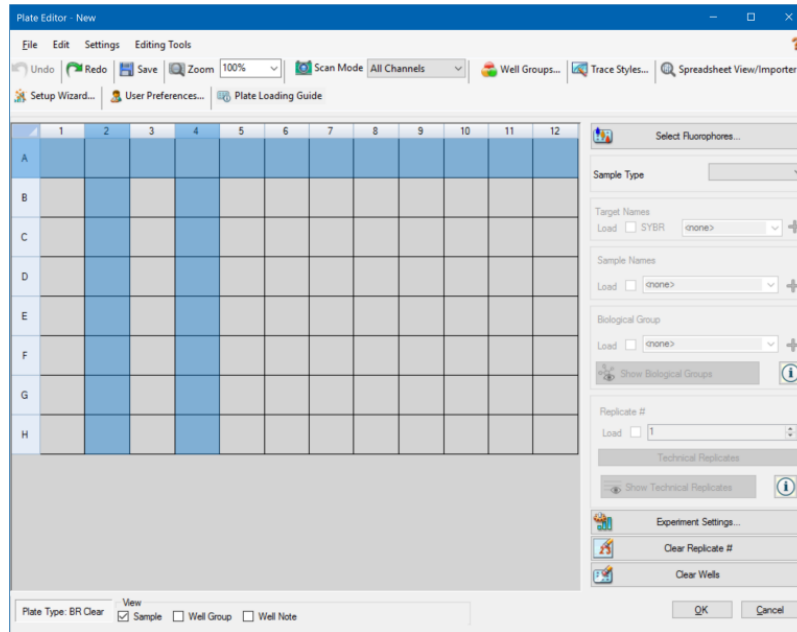 Plate Editor - New
File Edit Settings Editing Tools
Undo Redo Save Zoom 100% Scan Mode All Channels Well Groups... Trace Styles... Spreadsheet View/Importer
Setup Wizard... User Preferences... Plate Loading Guide
1 2 3 4 5 6 7 8 9 10 11 12
Select Fluorophores...
A
Sample Type
B
Target Names
Load SYBR <none>
C
Sample Names
D
Load <none>
E
Biological Group
Load <none>
F
Show Biological Groups
G
Replicate #
H
Load 1
Technical Replicates
Show Technical Replicates
Experiment Settings...
Clear Replicate #
Clear Wells
View
Plate Type: BR Clear Sample Well Group Well Note OK Cancel